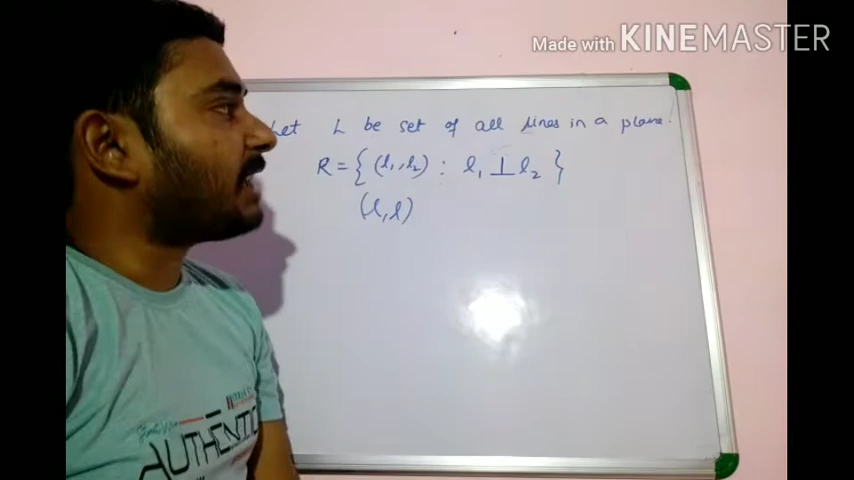 Made with KINEMASTER
Let L be set of all lines in a plane.
R = { (l₁, l₂) : l₁ ⊥ l₂ }
(l, l)
AUTHENTIC